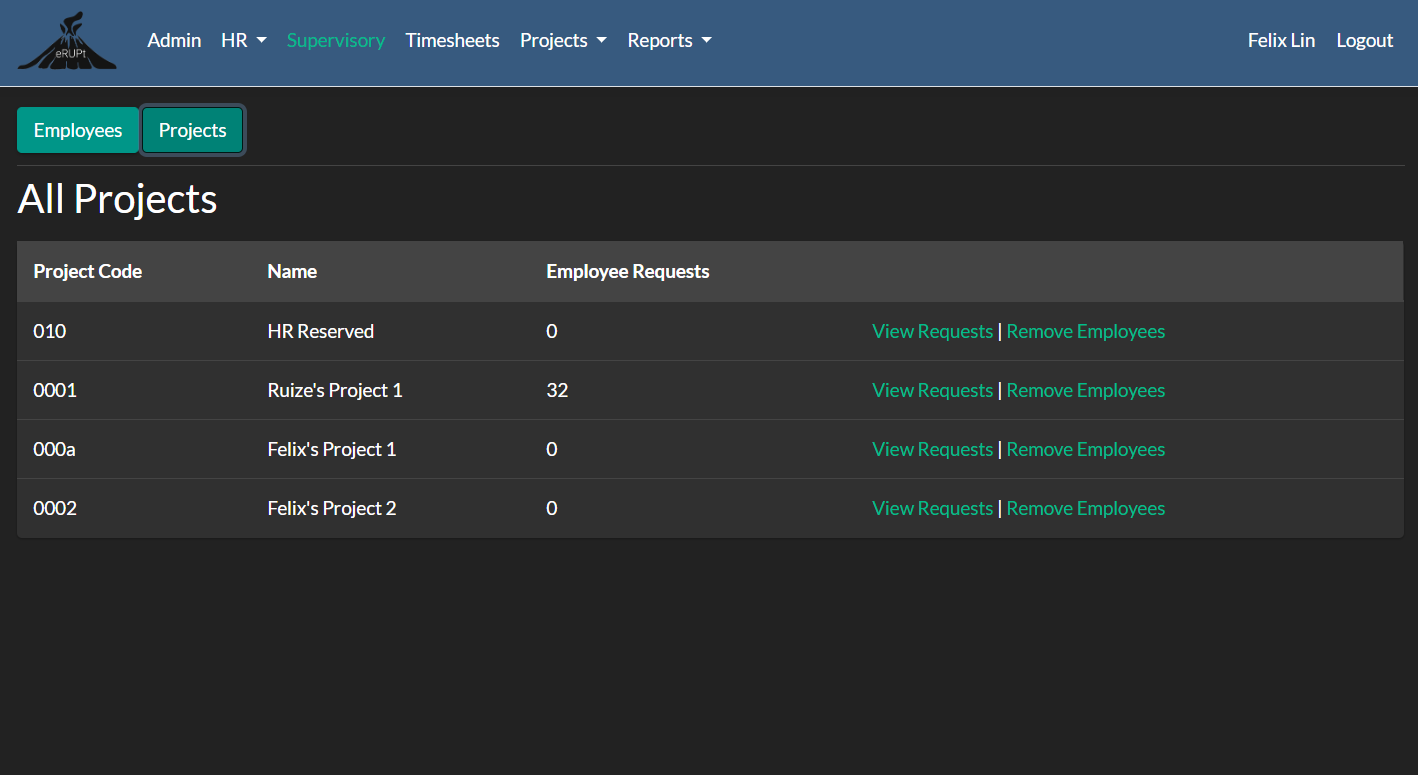 eRUPt
Admin HR Supervisory Timesheets Projects Reports Felix Lin Logout
Employees Projects
All Projects
Project Code Name Employee Requests
010 HR Reserved 0 View Requests | Remove Employees
0001 Ruize's Project 1 32 View Requests | Remove Employees
000a Felix's Project 1 0 View Requests | Remove Employees
0002 Felix's Project 2 0 View Requests | Remove Employees